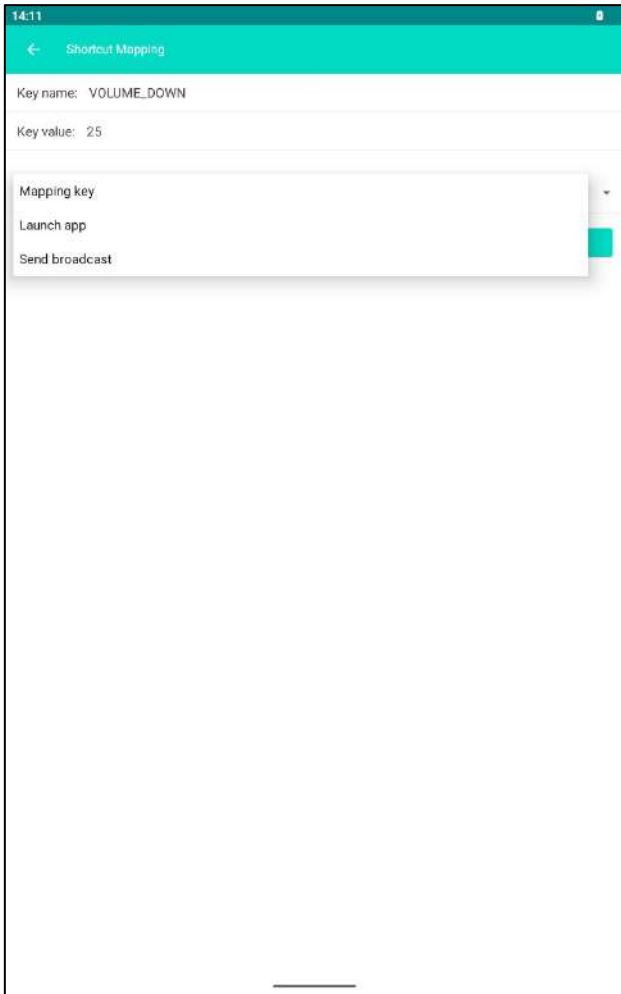 14:11
Shortcut Mapping
Key name: VOLUME_DOWN
Key value: 25
Mapping key
Launch app
Send broadcast